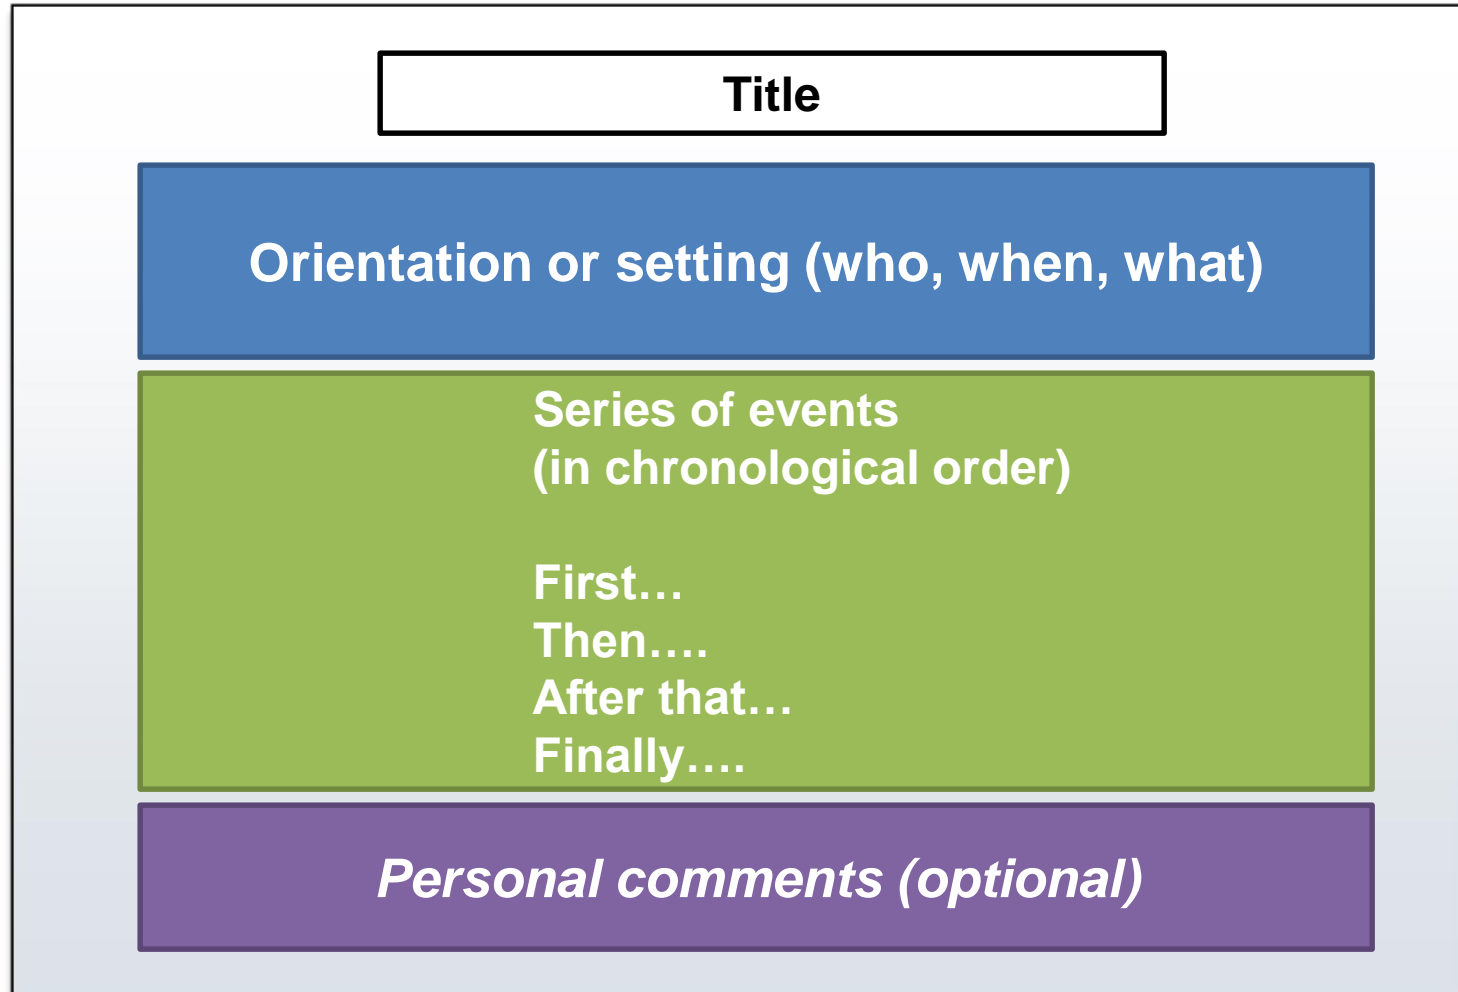 Title
Orientation or setting (who, when, what)
Series of events
(in chronological order)
First…
Then….
After that…
Finally….
Personal comments (optional)